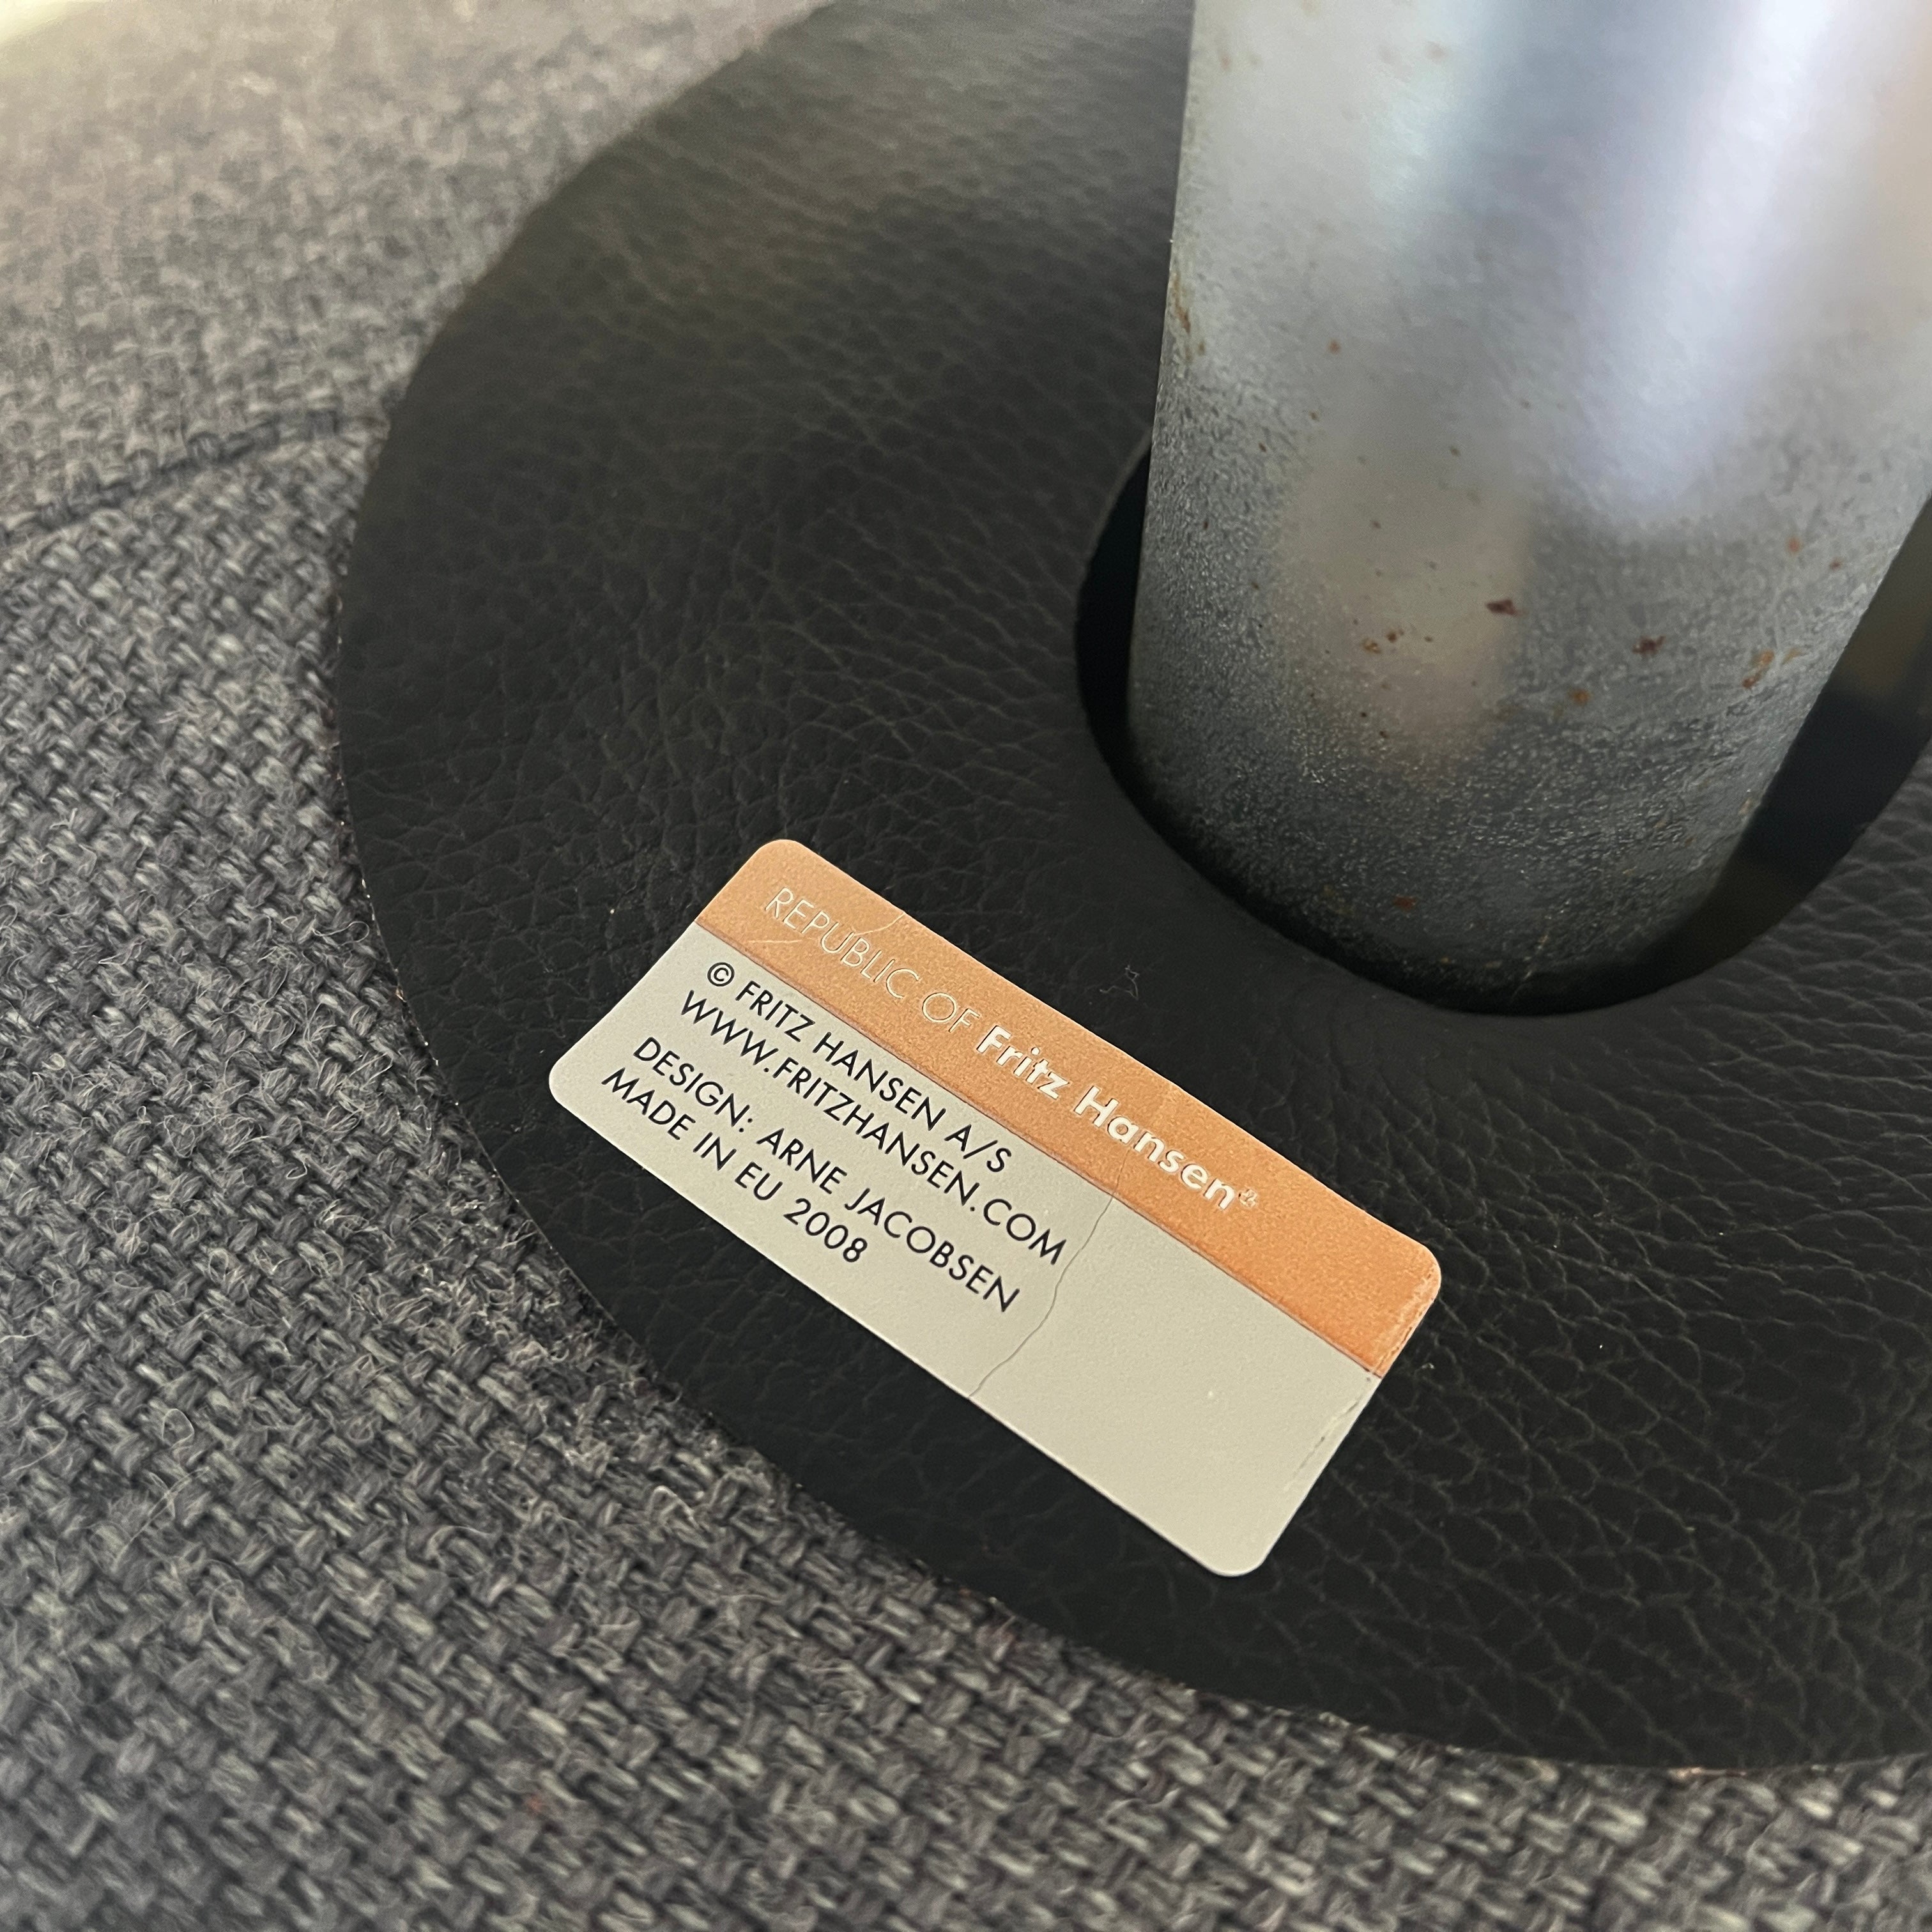 REPUBLIC OF Fritz Hansen®
© FRITZ HANSEN A/S
WWW.FRITZHANSEN.COM
DESIGN: ARNE JACOBSEN
MADE IN EU 2008